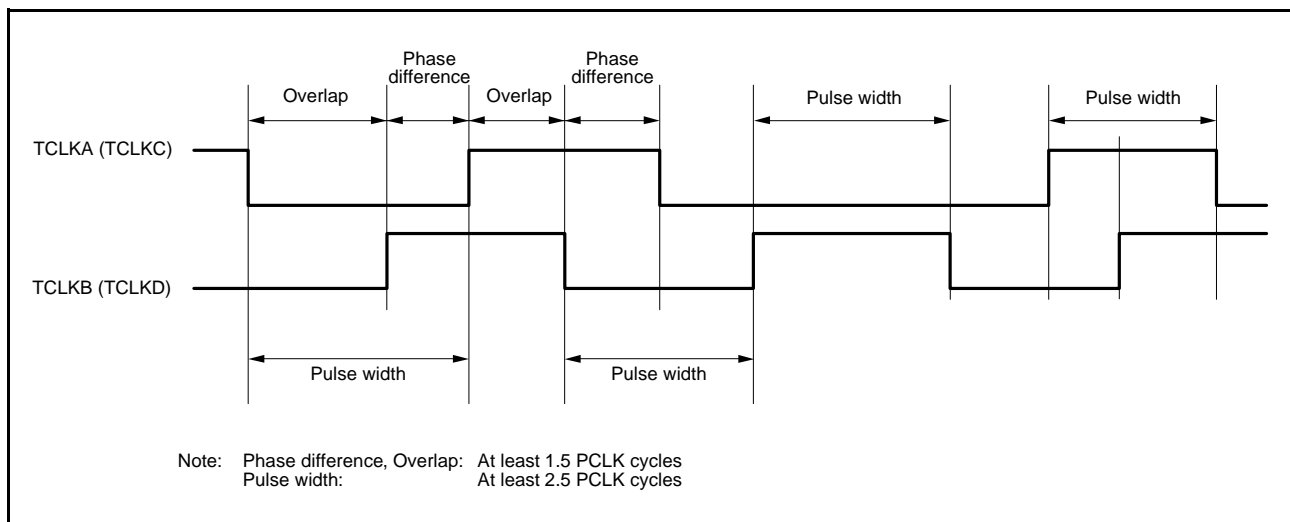 Phase
difference
Phase
difference
Overlap
Overlap
Pulse width
Pulse width
TCLKA (TCLKC)
TCLKB (TCLKD)
Pulse width
Pulse width
Note: Phase difference, Overlap: At least 1.5 PCLK cycles
Pulse width: At least 2.5 PCLK cycles